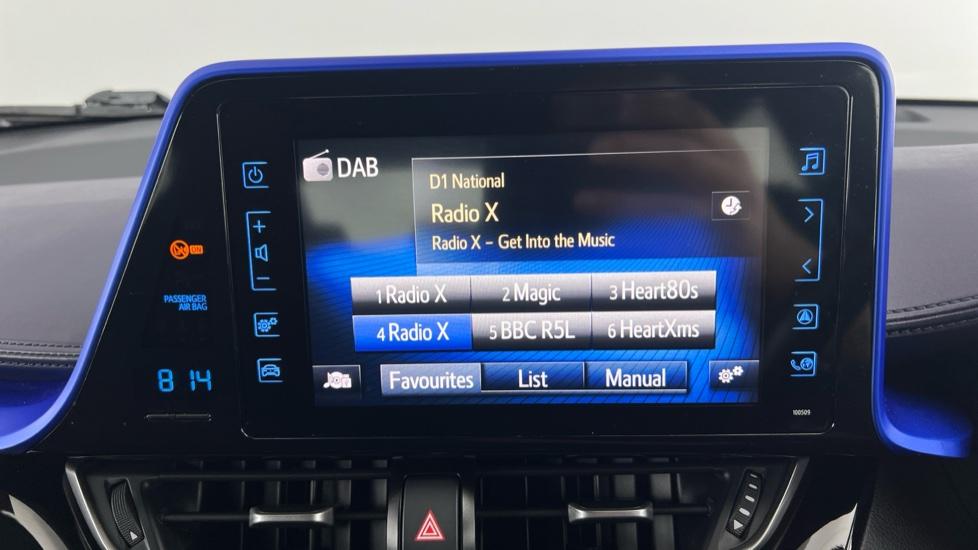 DAB
D1 National
Radio X
Radio X – Get Into the Music
1 Radio X 2 Magic 3 Heart80s
4 Radio X 5 BBC R5L 6 HeartXms
Favourites List Manual
ON
PASSENGER
AIR BAG
8 14
100509